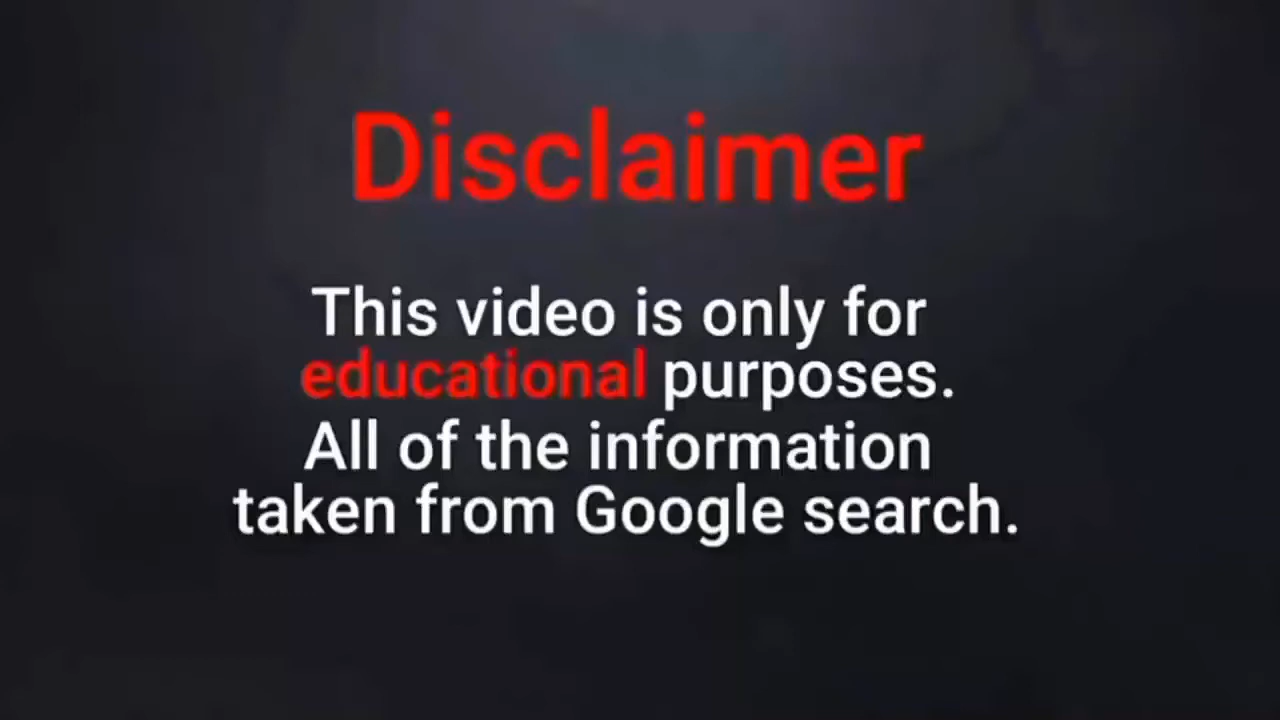 Disclaimer
This video is only for
educational purposes.
All of the information
taken from Google search.